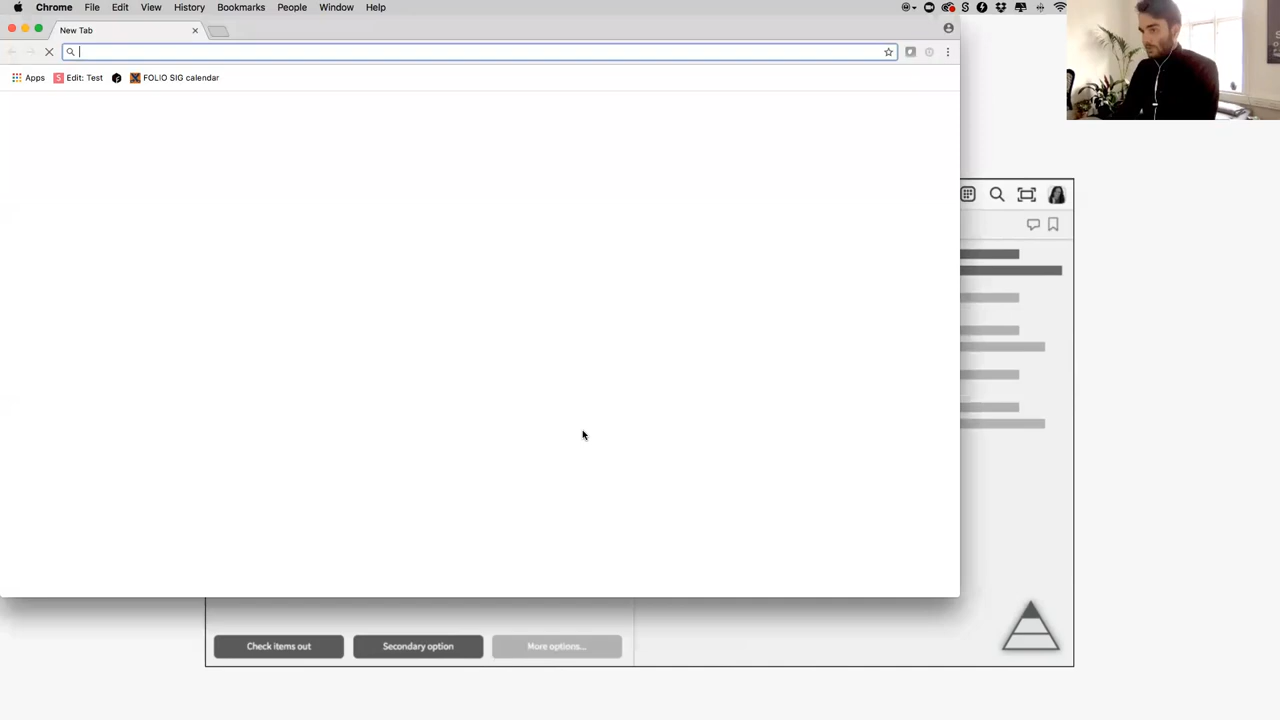 Chrome File Edit View History Bookmarks People Window Help
New Tab
Apps Edit: Test FOLIO SIG calendar
Check items out Secondary option More options...